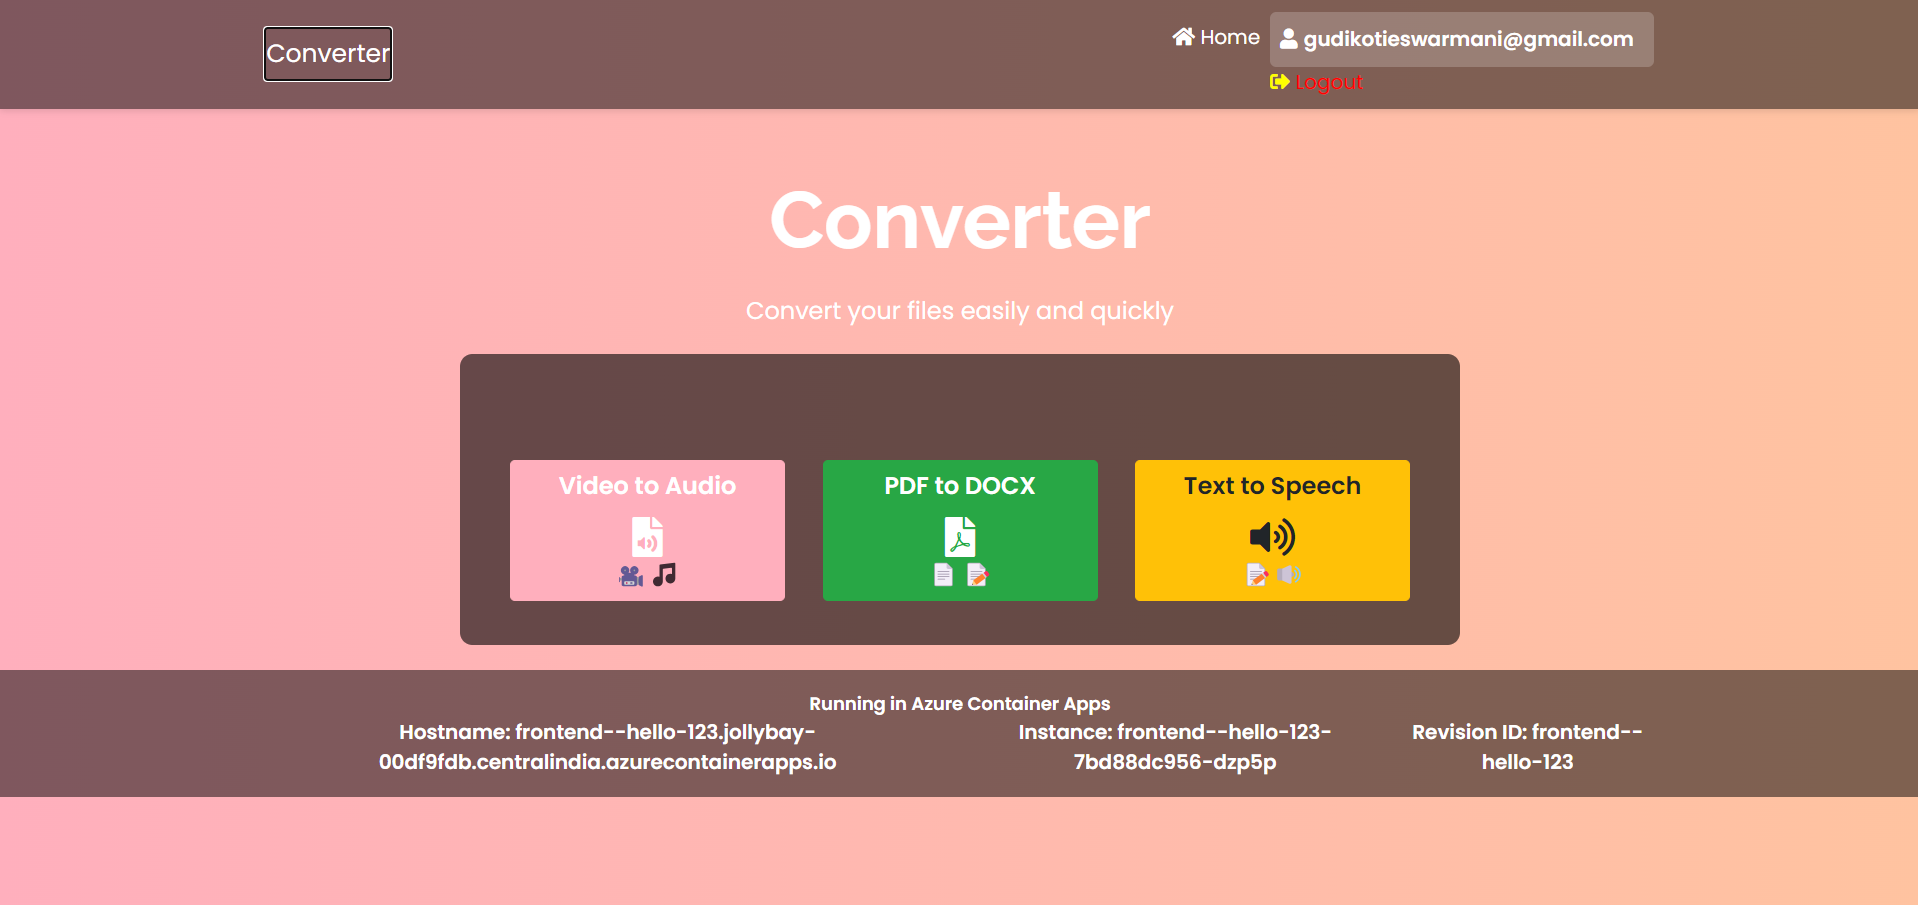 Converter
Home
gudikotieswarmani@gmail.com
Logout
Converter
Convert your files easily and quickly
Video to Audio
PDF to DOCX
Text to Speech
Running in Azure Container Apps
Hostname: frontend--hello-123.jollybay-
00df9fdb.centralindia.azurecontainerapps.io
Instance: frontend--hello-123-
7bd88dc956-dzp5p
Revision ID: frontend--
hello-123